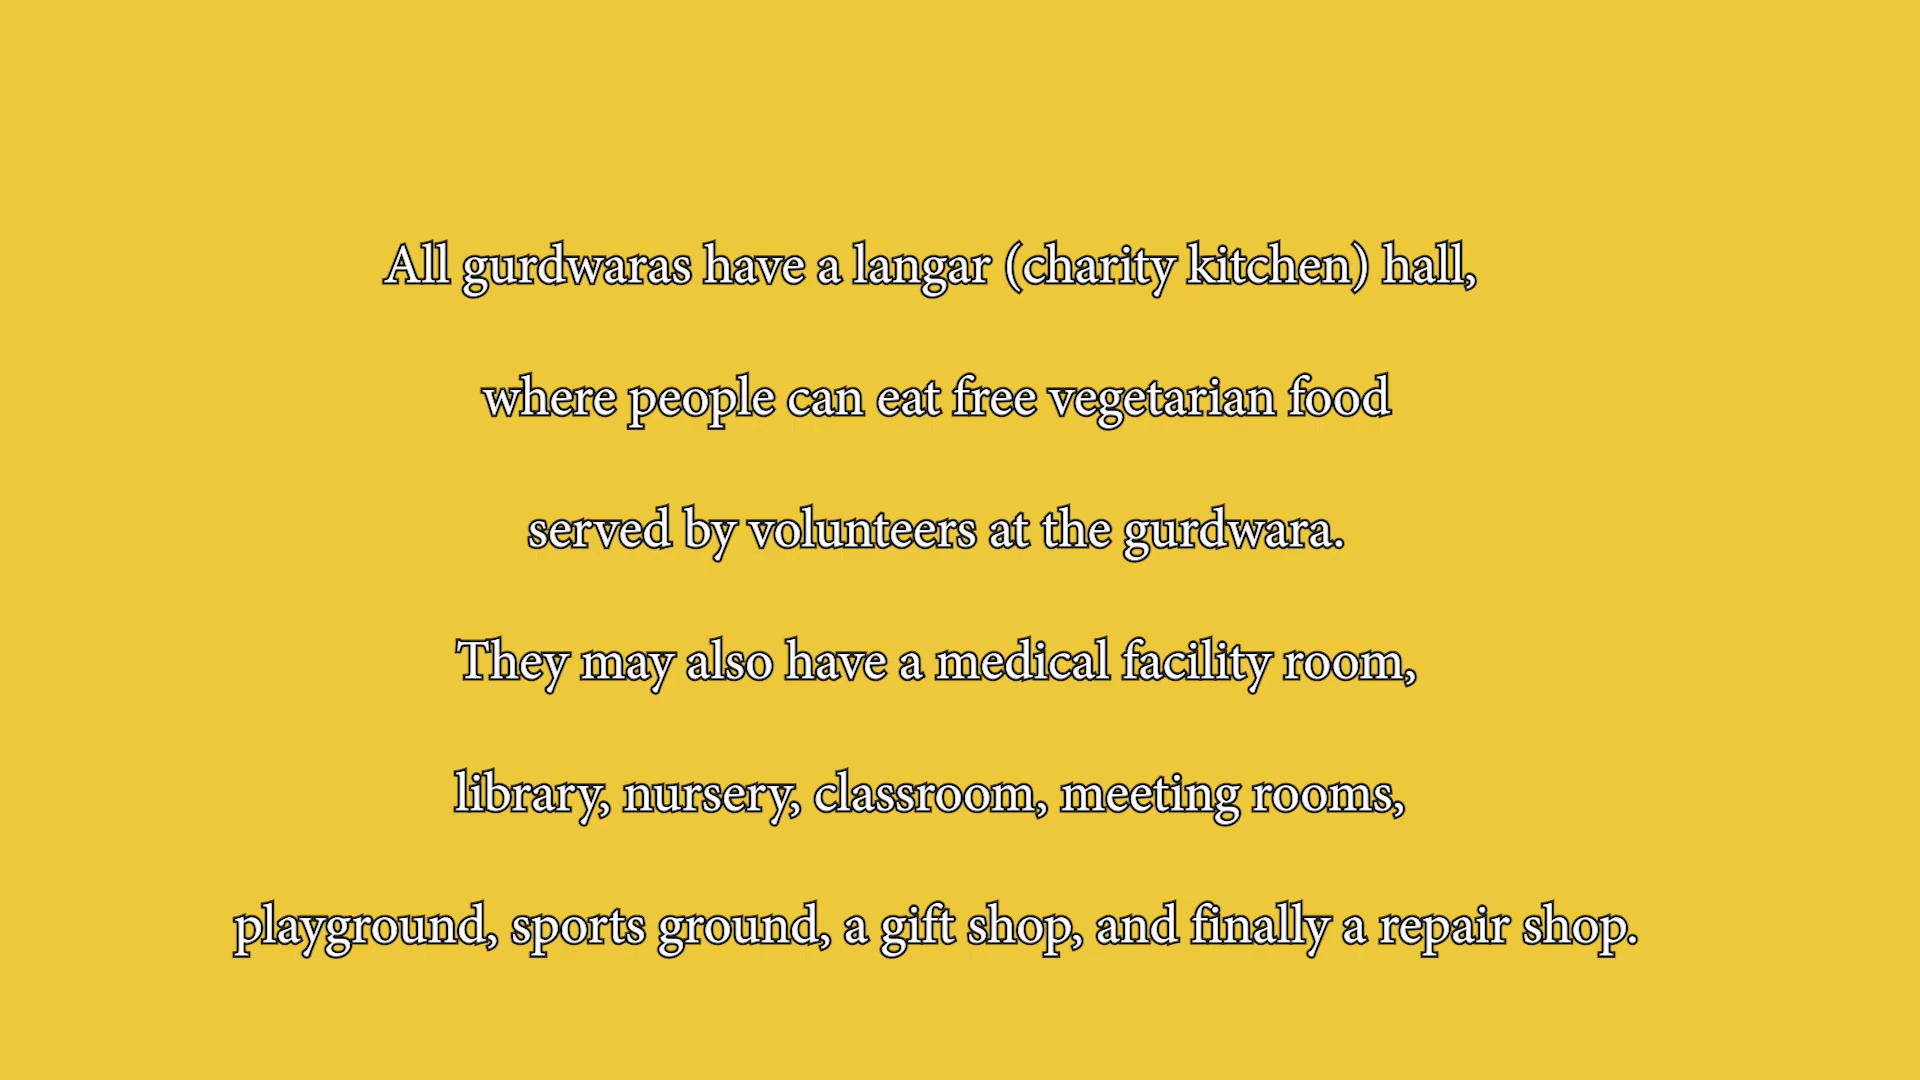 All gurdwaras have a langar (charity kitchen) hall,
where people can eat free vegetarian food
served by volunteers at the gurdwara.
They may also have a medical facility room,
library, nursery, classroom, meeting rooms,
playground, sports ground, a gift shop, and finally a repair shop.